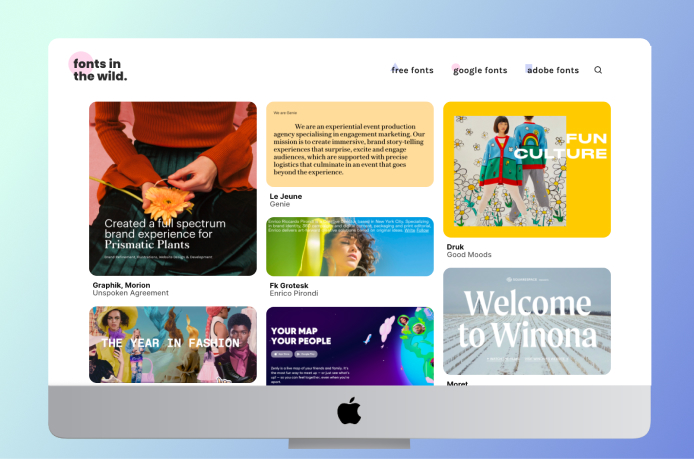 fonts in
the wild.
free fonts
google fonts
adobe fonts
Created a full spectrum
brand experience for
Prismatic Plants
Graphik, Morion
Unspoken Agreement
THE YEAR IN FASHION
We are Genie
We are an experiential event production
agency specialising in engagement marketing. Our
mission is to create immersive, brand story-telling
experiences that surprise, excite and engage
audiences, which are supported with precise
logistics that culminate in an event that goes
beyond the experience.
Le Jeune
Genie
Fk Grotesk
Enrico Pirondi
YOUR MAP
YOUR PEOPLE
FUN
CULTURE
Druk
Good Moods
Welcome
to Winona
Moret